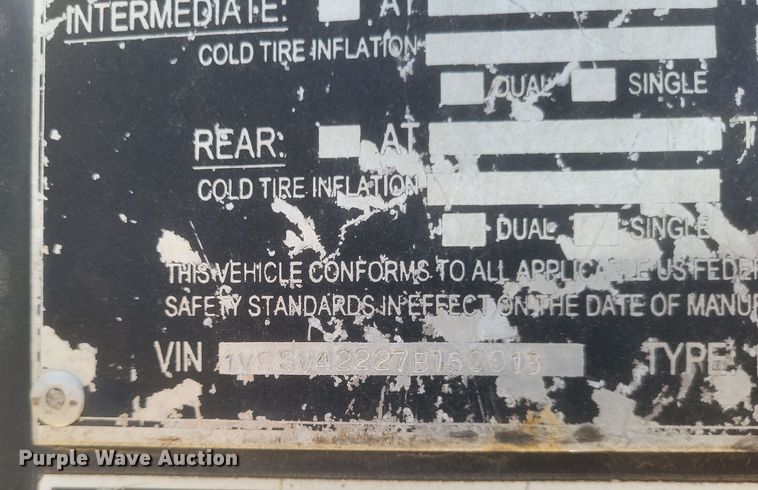 INTERMEDIATE: AT
COLD TIRE INFLATION
DUAL SINGLE
REAR: AT
COLD TIRE INFLATION
DUAL SINGLE
THIS VEHICLE CONFORMS TO ALL APPLICABLE US FEDER
SAFETY STANDARDS IN EFFECT ON THE DATE OF MANU
VIN TYPE
Purple Wave Auction